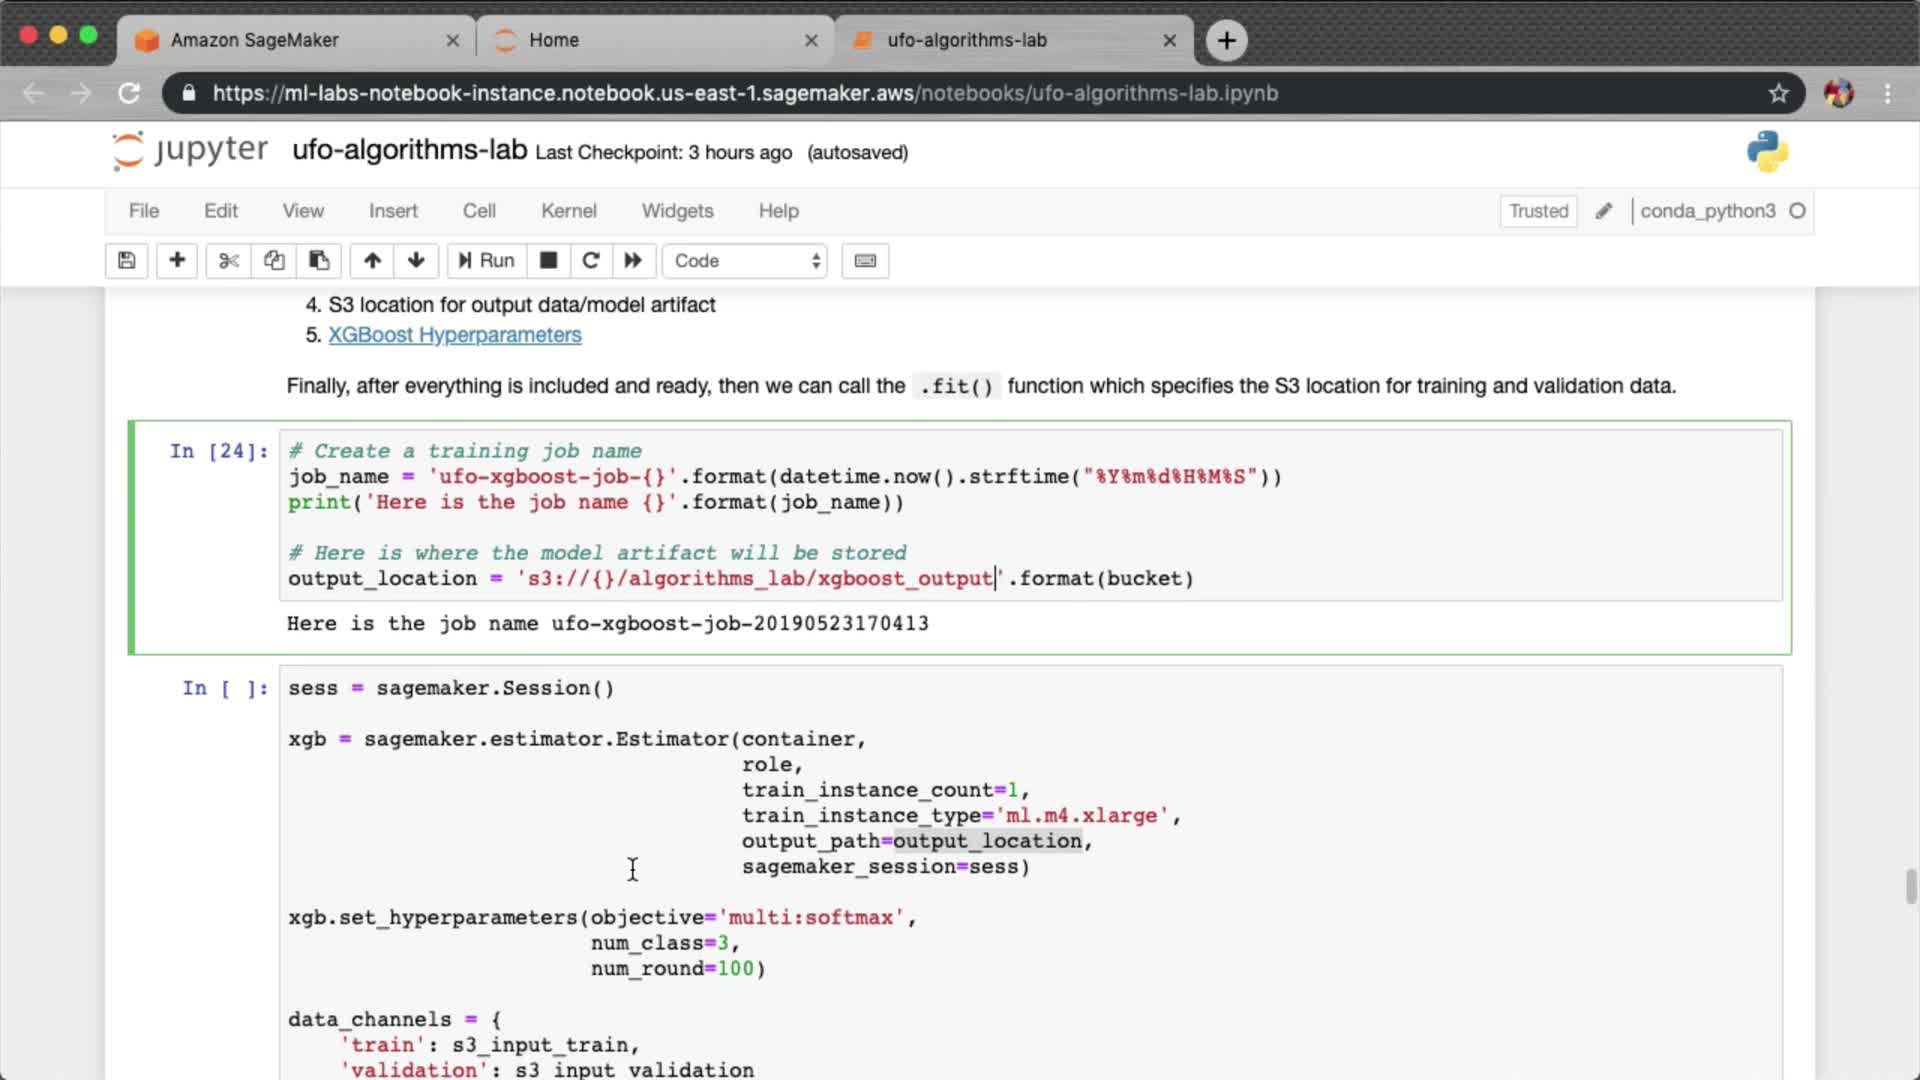 Amazon SageMaker
Home
ufo-algorithms-lab
https://ml-labs-notebook-instance.notebook.us-east-1.sagemaker.aws/notebooks/ufo-algorithms-lab.ipynb
jupyter ufo-algorithms-lab Last Checkpoint: 3 hours ago (autosaved)
File Edit View Insert Cell Kernel Widgets Help Trusted conda_python3
Run Code
4. S3 location for output data/model artifact
5. XGBoost Hyperparameters
Finally, after everything is included and ready, then we can call the .fit() function which specifies the S3 location for training and validation data.
In [24]: # Create a training job name
job_name = 'ufo-xgboost-job-{}'.format(datetime.now().strftime("%Y%m%d%H%M%S"))
print('Here is the job name {}'.format(job_name))
# Here is where the model artifact will be stored
output_location = 's3://{}/algorithms_lab/xgboost_output'.format(bucket)
Here is the job name ufo-xgboost-job-20190523170413
In [ ]: sess = sagemaker.Session()
xgb = sagemaker.estimator.Estimator(container,
role,
train_instance_count=1,
train_instance_type='ml.m4.xlarge',
output_path=output_location,
sagemaker_session=sess)
xgb.set_hyperparameters(objective='multi:softmax',
num_class=3,
num_round=100)
data_channels = {
'train': s3_input_train,
'validation': s3_input_validation